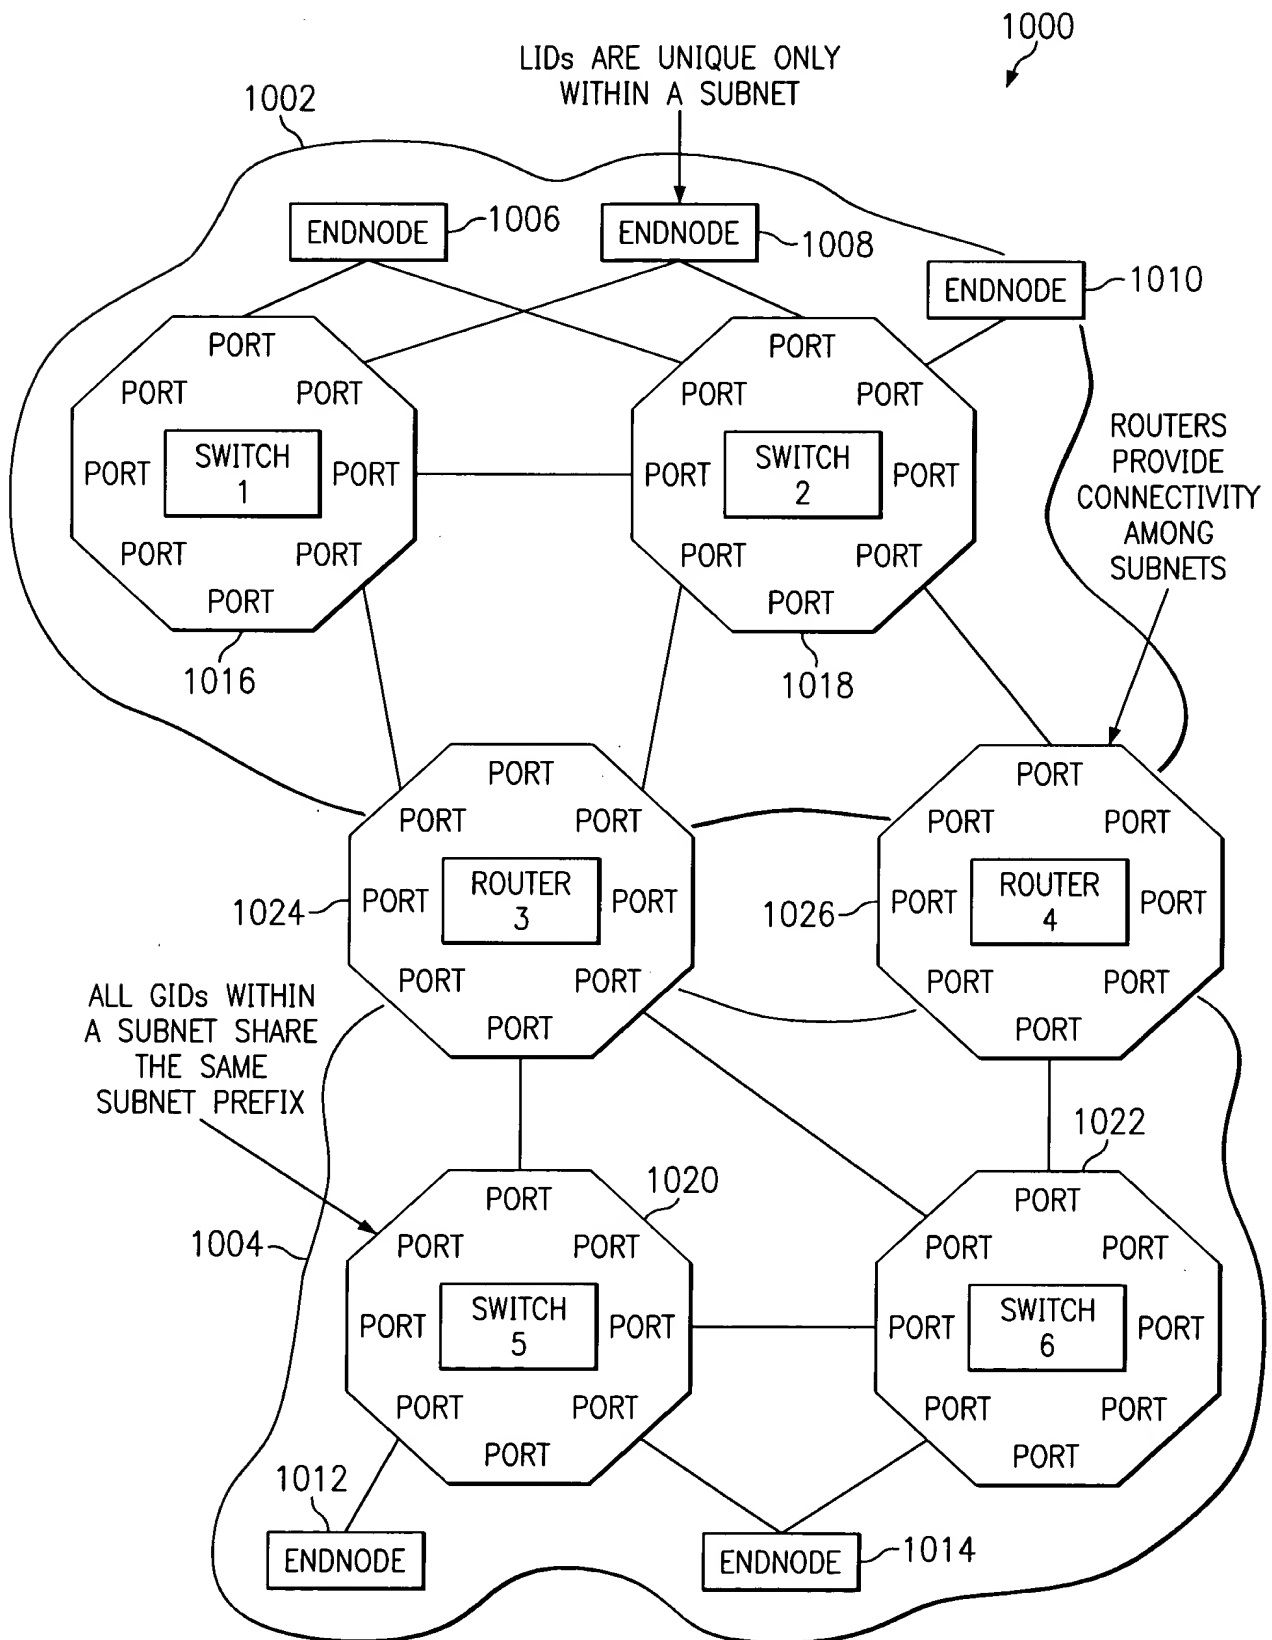 1000
LIDs ARE UNIQUE ONLY
WITHIN A SUBNET
1002
ENDNODE
1006
ENDNODE
1008
ENDNODE
1010
PORT
PORT
PORT
PORT
SWITCH
1
PORT
PORT
PORT
PORT
1016
PORT
PORT
PORT
PORT
SWITCH
2
PORT
PORT
PORT
PORT
1018
ROUTERS
PROVIDE
CONNECTIVITY
AMONG
SUBNETS
PORT
PORT
PORT
1024
PORT
ROUTER
3
PORT
PORT
PORT
PORT
PORT
PORT
PORT
1026
PORT
ROUTER
4
PORT
PORT
PORT
PORT
ALL GIDs WITHIN
A SUBNET SHARE
THE SAME
SUBNET PREFIX
1020
1022
1004
PORT
PORT
PORT
PORT
SWITCH
5
PORT
PORT
PORT
PORT
PORT
PORT
PORT
PORT
SWITCH
6
PORT
PORT
PORT
PORT
1012
ENDNODE
ENDNODE
1014